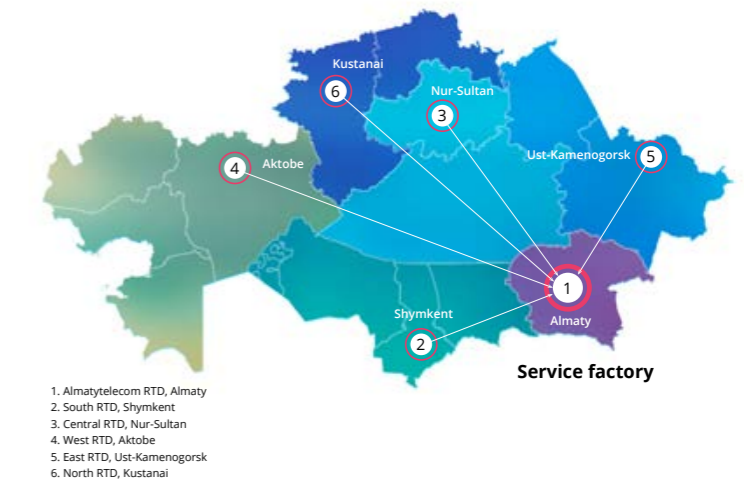 Kustanai
6
Nur-Sultan
3
Ust-Kamenogorsk
5
Aktobe
4
1
Almaty
Shymkent
2
Service factory
1. Almatytelecom RTD, Almaty
2. South RTD, Shymkent
3. Central RTD, Nur-Sultan
4. West RTD, Aktobe
5. East RTD, Ust-Kamenogorsk
6. North RTD, Kustanai